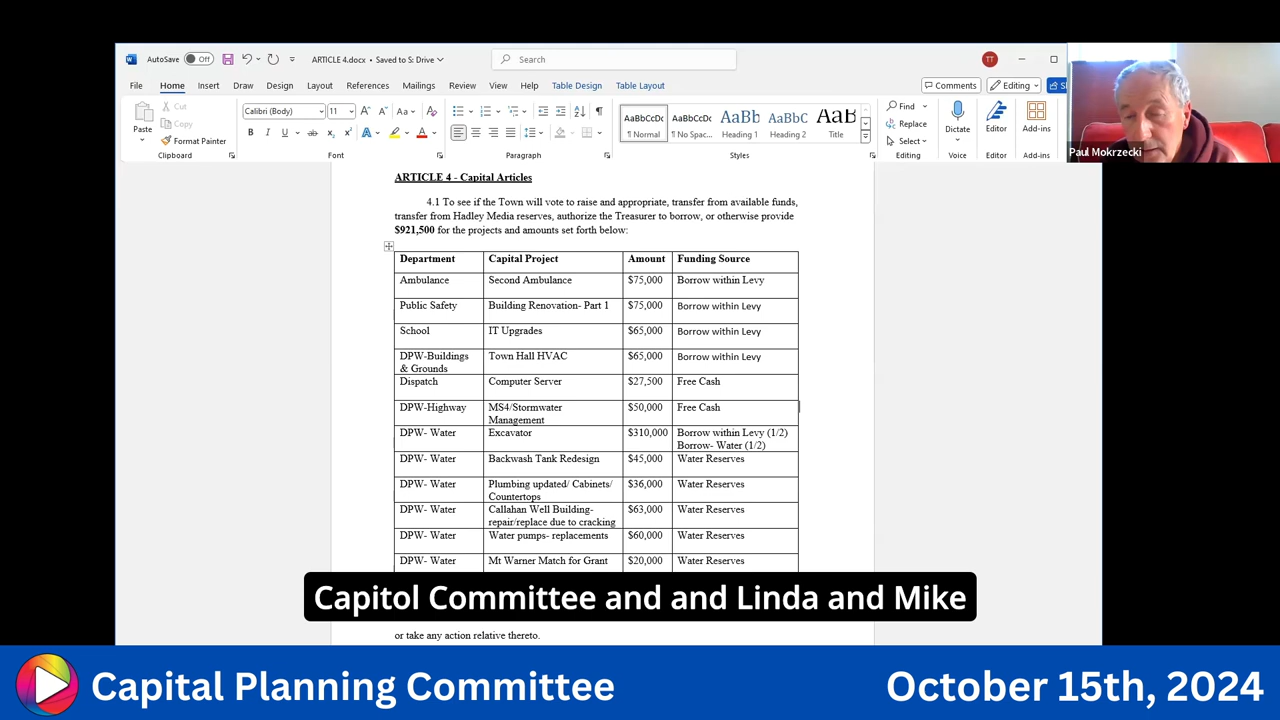 AutoSave Off ARTICLE 4.docx • Saved to S: Drive Search TT
File Home Insert Draw Design Layout References Mailings Review View Help Table Design Table Layout Comments Editing
Paste Cut Copy Format Painter
Calibri (Body) 11
AaBbCcDc AaBbCcDc AaBbC AaBbC AaB
Normal No Spac... Heading 1 Heading 2 Title
Find Replace Select
Dictate Editor Add-ins
Clipboard Font Paragraph Styles Editing Voice Editor Add-ins
Paul Mokrzecki
ARTICLE 4 - Capital Articles
4.1 To see if the Town will vote to raise and appropriate, transfer from available funds,
transfer from Hadley Media reserves, authorize the Treasurer to borrow, or otherwise provide
$921,500 for the projects and amounts set forth below:
Department Capital Project Amount Funding Source
Ambulance Second Ambulance $75,000 Borrow within Levy
Public Safety Building Renovation- Part 1 $75,000 Borrow within Levy
School IT Upgrades $65,000 Borrow within Levy
DPW-Buildings Town Hall HVAC $65,000 Borrow within Levy
& Grounds
Dispatch Computer Server $27,500 Free Cash
DPW-Highway MS4/Stormwater $50,000 Free Cash
Management
DPW- Water Excavator $310,000 Borrow within Levy (1/2)
Borrow- Water (1/2)
DPW- Water Backwash Tank Redesign $45,000 Water Reserves
DPW- Water Plumbing updated/ Cabinets/ $36,000 Water Reserves
Countertops
DPW- Water Callahan Well Building- $63,000 Water Reserves
repair/replace due to cracking
DPW- Water Water pumps- replacements $60,000 Water Reserves
DPW- Water Mt Warner Match for Grant $20,000 Water Reserves
Capitol Committee and and Linda and Mike
or take any action relative thereto.
Capital Planning Committee October 15th, 2024